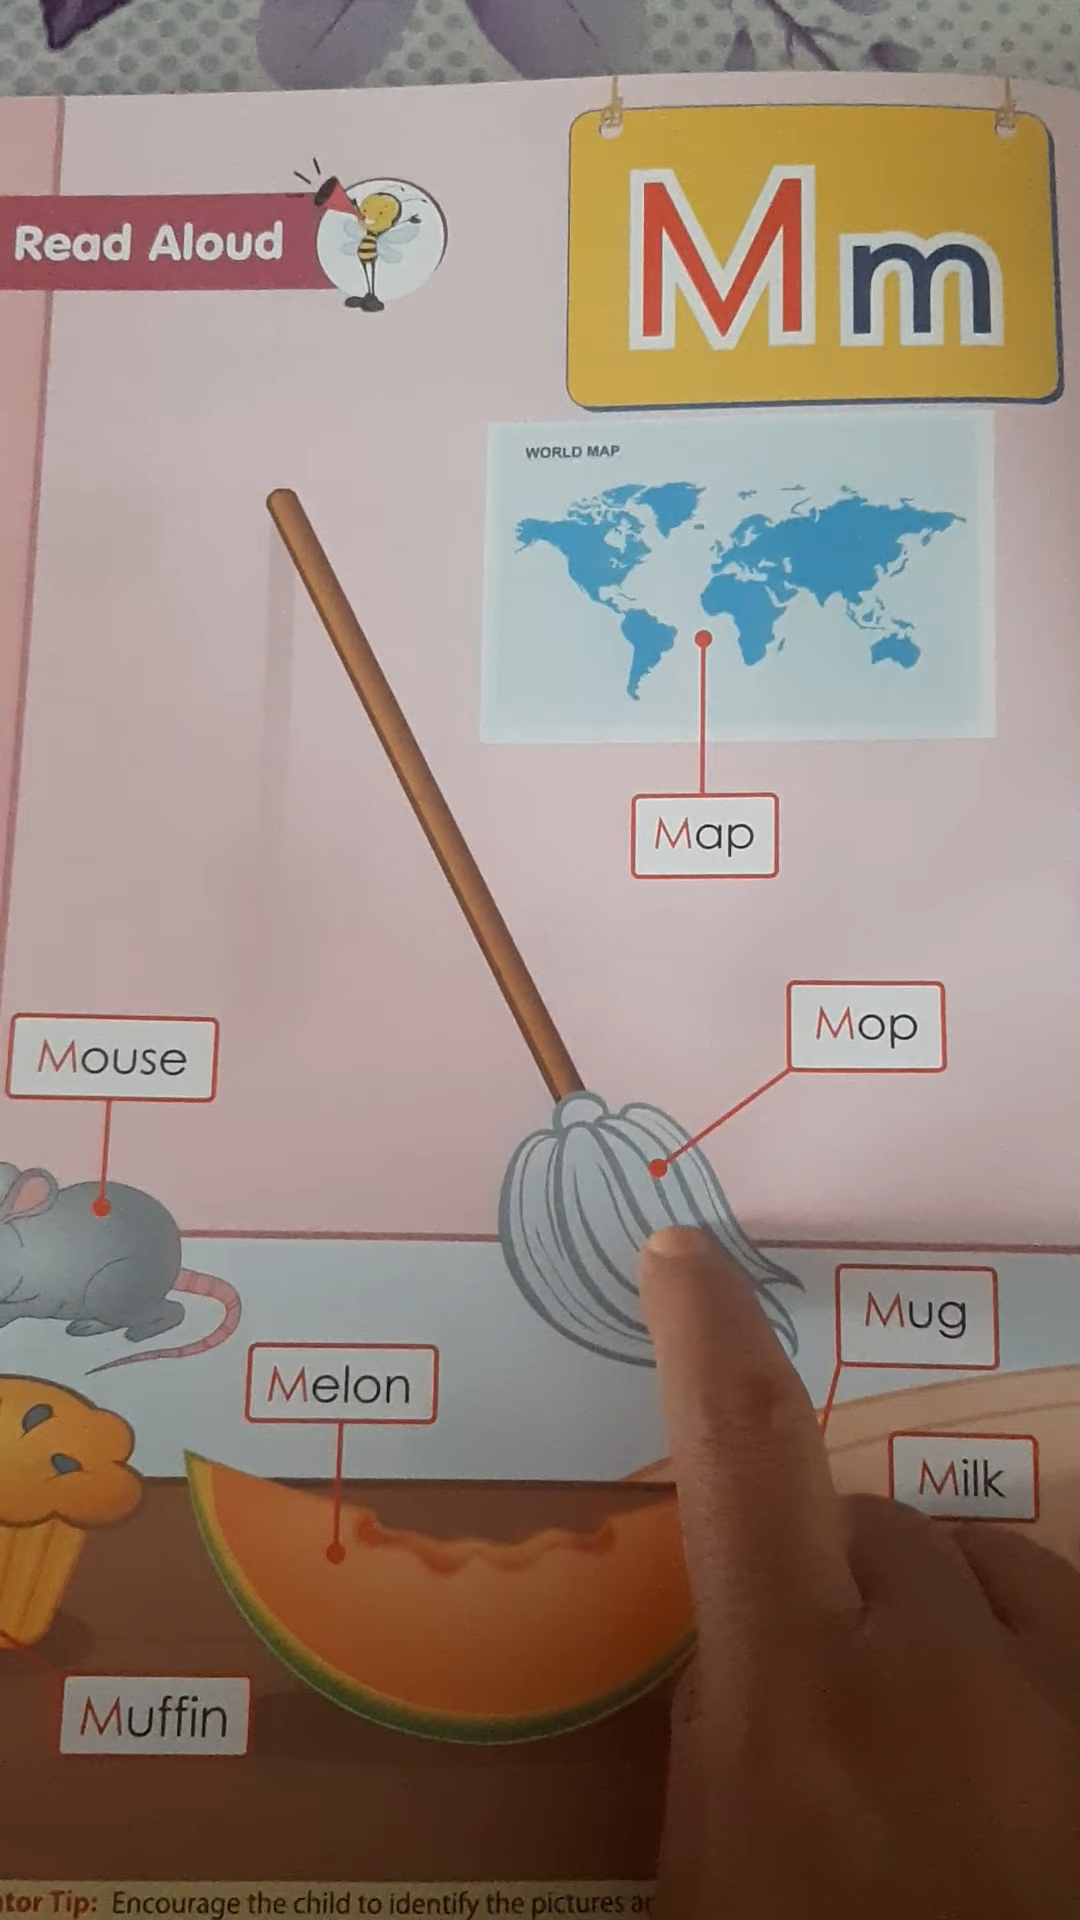 Read Aloud
Mm
WORLD MAP
Map
Mop
Mouse
Mug
Melon
Milk
Muffin
Tip: Encourage the child to identify the pictures